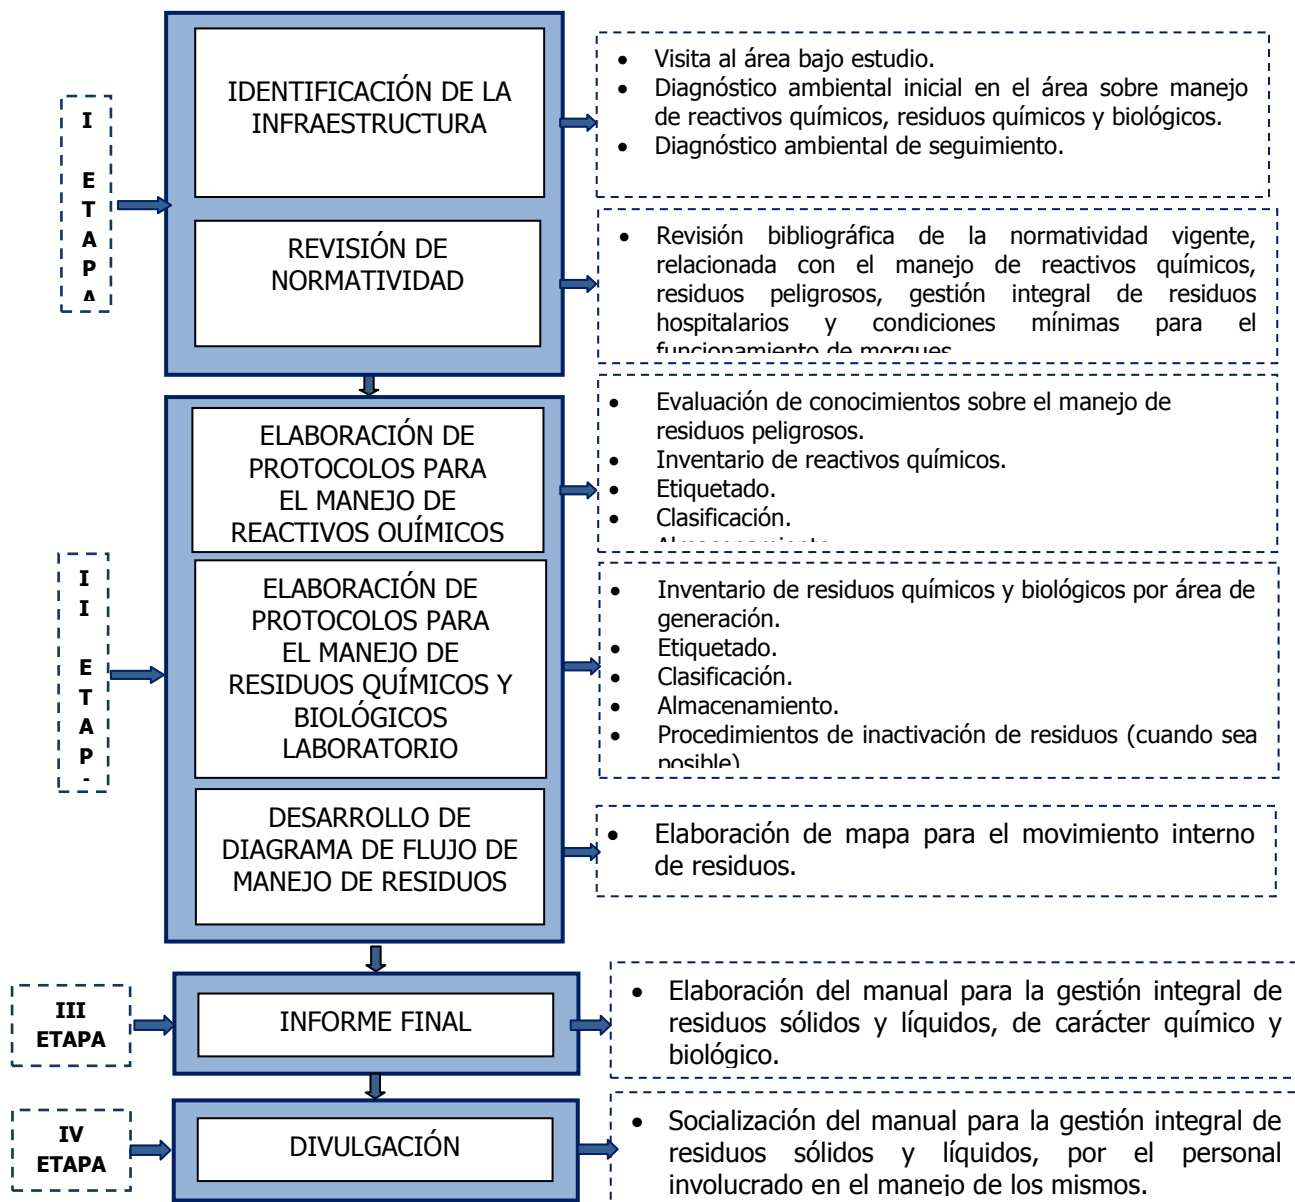 I
E
T
A
P
A
IDENTIFICACIÓN DE LA
INFRAESTRUCTURA
• Visita al área bajo estudio.
• Diagnóstico ambiental inicial en el área sobre manejo
de reactivos químicos, residuos químicos y biológicos.
• Diagnóstico ambiental de seguimiento.
REVISIÓN DE
NORMATIVIDAD
• Revisión bibliográfica de la normatividad vigente,
relacionada con el manejo de reactivos químicos,
residuos peligrosos, gestión integral de residuos
hospitalarios y condiciones mínimas para el
funcionamiento de morgues
I
I
E
T
A
P
ELABORACIÓN DE
PROTOCOLOS PARA
EL MANEJO DE
REACTIVOS QUÍMICOS
• Evaluación de conocimientos sobre el manejo de
residuos peligrosos.
• Inventario de reactivos químicos.
• Etiquetado.
• Clasificación.
• Almacenamiento
ELABORACIÓN DE
PROTOCOLOS PARA
EL MANEJO DE
RESIDUOS QUÍMICOS Y
BIOLÓGICOS
LABORATORIO
• Inventario de residuos químicos y biológicos por área de
generación.
• Etiquetado.
• Clasificación.
• Almacenamiento.
• Procedimientos de inactivación de residuos (cuando sea
posible)
DESARROLLO DE
DIAGRAMA DE FLUJO DE
MANEJO DE RESIDUOS
• Elaboración de mapa para el movimiento interno
de residuos.
III
ETAPA
INFORME FINAL
• Elaboración del manual para la gestión integral de
residuos sólidos y líquidos, de carácter químico y
biológico.
IV
ETAPA
DIVULGACIÓN
• Socialización del manual para la gestión integral de
residuos sólidos y líquidos, por el personal
involucrado en el manejo de los mismos.